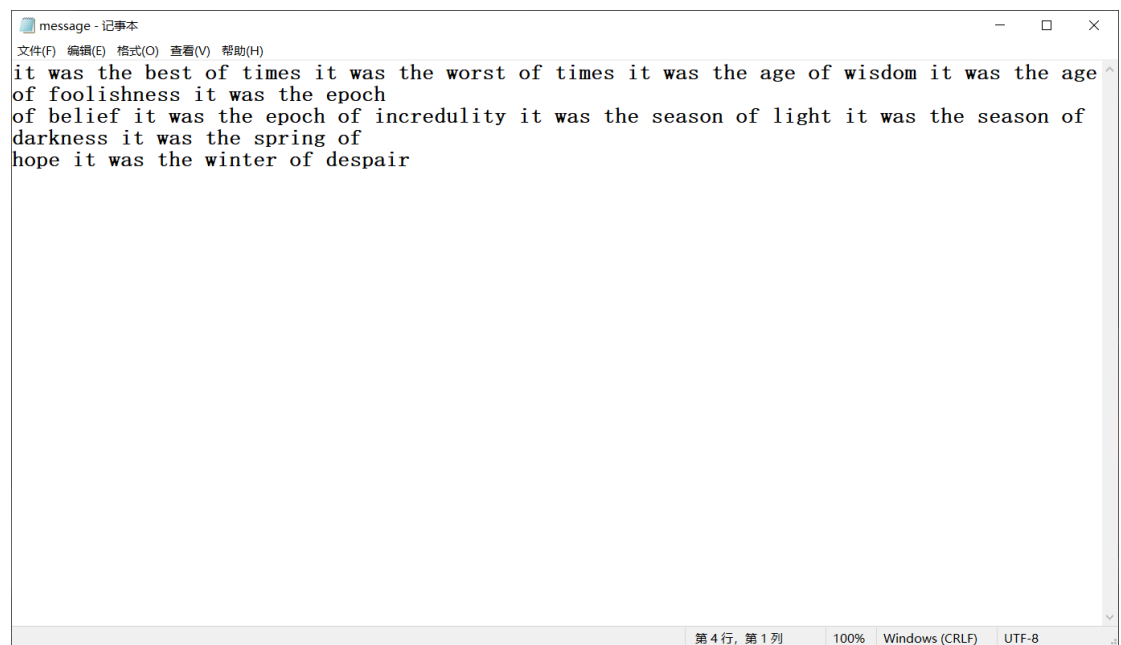 message - 记事本
文件(F) 编辑(E) 格式(O) 查看(V) 帮助(H)
it was the best of times it was the worst of times it was the age of wisdom it was the age
of foolishness it was the epoch
of belief it was the epoch of incredulity it was the season of light it was the season of
darkness it was the spring of
hope it was the winter of despair
第 4 行, 第 1 列 100% Windows (CRLF) UTF-8